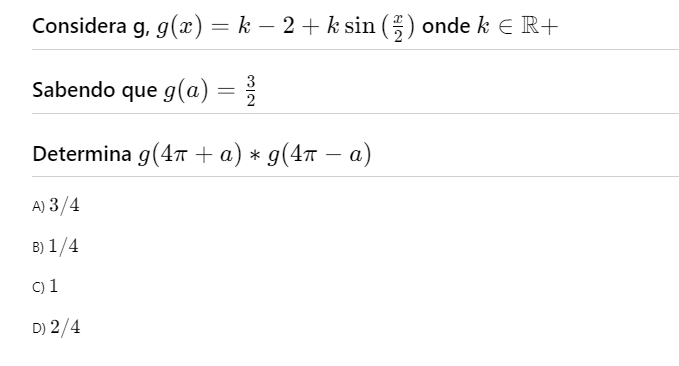 Considera g, g(x) = k − 2 + k sin (x/2) onde k ∈ ℝ+
Sabendo que g(a) = 3/2
Determina g(4π + a) ∗ g(4π − a)
A) 3/4
B) 1/4
C) 1
D) 2/4